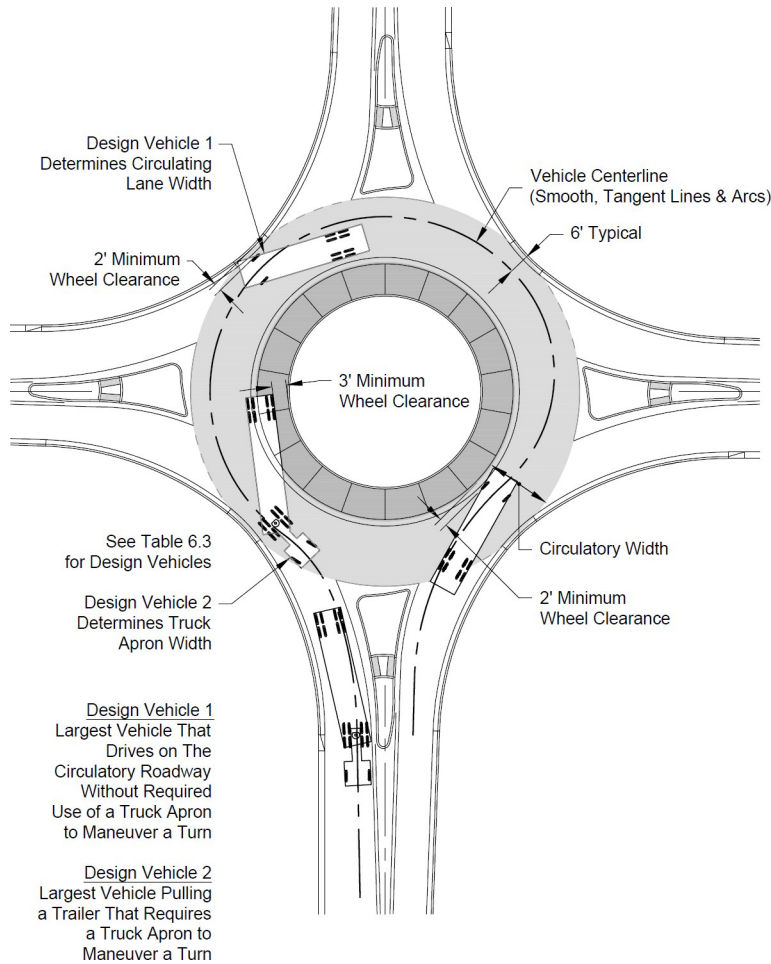 Design Vehicle 1
Determines Circulating
Lane Width
Vehicle Centerline
(Smooth, Tangent Lines & Arcs)
6' Typical
2' Minimum
Wheel Clearance
3' Minimum
Wheel Clearance
See Table 6.3
for Design Vehicles
Circulatory Width
Design Vehicle 2
Determines Truck
Apron Width
2' Minimum
Wheel Clearance
Design Vehicle 1
Largest Vehicle That
Drives on The
Circulatory Roadway
Without Required
Use of a Truck Apron
to Maneuver a Turn
Design Vehicle 2
Largest Vehicle Pulling
a Trailer That Requires
a Truck Apron to
Maneuver a Turn